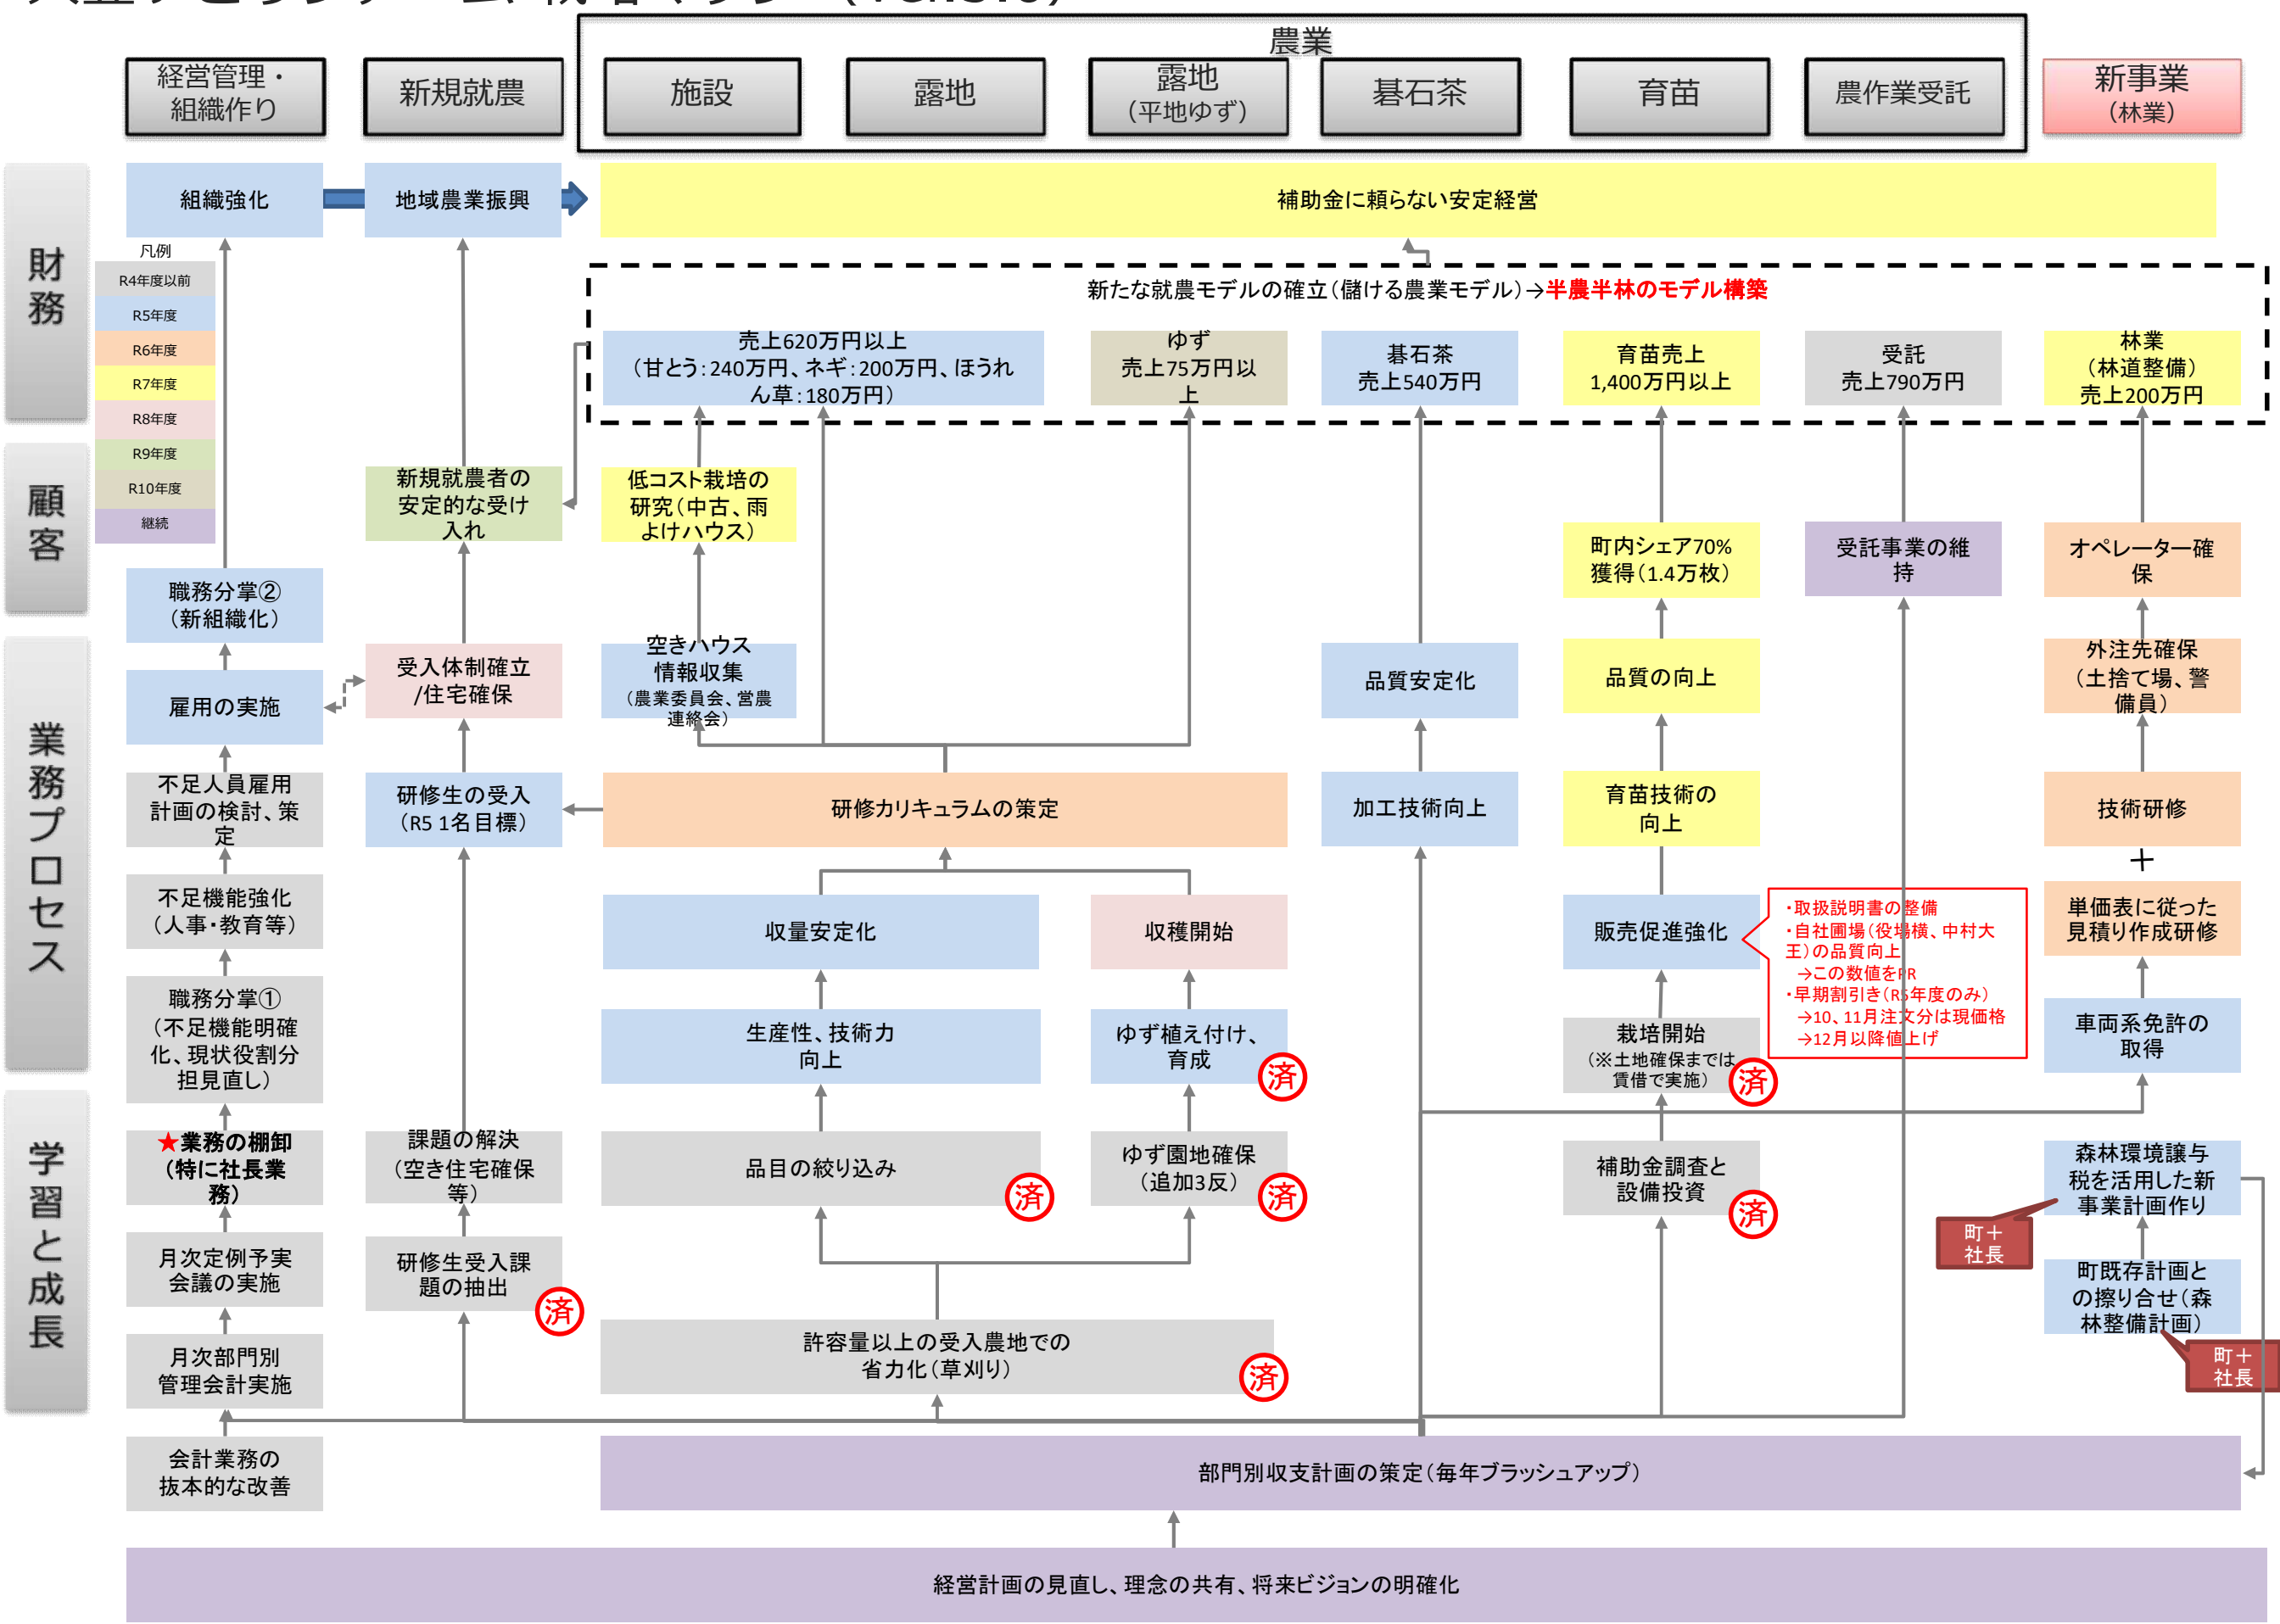 農業
経営管理・
組織作り
新規就農
施設
露地
露地
（平地ゆず）
碁石茶
育苗
農作業受託
新事業
（林業）
財務
組織強化
地域農業振興
補助金に頼らない安定経営
凡例
R4年度以前
R5年度
R6年度
R7年度
R8年度
R9年度
R10年度
継続
新たな就農モデルの確立（儲ける農業モデル）→半農半林のモデル構築
売上620万円以上
（甘とう：240万円、ネギ：200万円、ほうれ
ん草：180万円）
ゆず
売上75万円以
上
碁石茶
売上540万円
育苗売上
1,400万円以上
受託
売上790万円
林業
（林道整備）
売上200万円
顧客
新規就農者の
安定的な受け
入れ
低コスト栽培の
研究（中古、雨
よけハウス）
町内シェア70%
獲得（1.4万枚）
受託事業の維
持
オペレーター確
保
職務分掌②
（新組織化）
業務プロセス
雇用の実施
受入体制確立
/住宅確保
空きハウス
情報収集
（農業委員会、営農
連絡会）
品質安定化
品質の向上
外注先確保
（土捨て場、警
備員）
不足人員雇用
計画の検討、策
定
研修生の受入
（R5 1名目標）
研修カリキュラムの策定
加工技術向上
育苗技術の
向上
技術研修
＋
不足機能強化
（人事・教育等）
収量安定化
収穫開始
販売促進強化
・取扱説明書の整備
・自社圃場（役場横、中村大
王）の品質向上
→この数値をPR
・早期割引き（R5年度のみ）
→10、11月注文分は現価格
→12月以降値上げ
単価表に従った
見積り作成研修
職務分掌①
（不足機能明確
化、現状役割分
担見直し）
生産性、技術力
向上
ゆず植え付け、
育成
済
栽培開始
（※土地確保までは
賃借で実施）
済
車両系免許の
取得
学習と成長
★業務の棚卸
（特に社長業
務）
課題の解決
（空き住宅確保
等）
品目の絞り込み
済
ゆず園地確保
（追加3反）
済
補助金調査と
設備投資
済
森林環境譲与
税を活用した新
事業計画作り
町＋
社長
月次定例予実
会議の実施
研修生受入課
題の抽出
済
町既存計画と
の擦り合せ（森
林整備計画）
町＋
社長
月次部門別
管理会計実施
許容量以上の受入農地での
省力化（草刈り）
済
会計業務の
抜本的な改善
部門別収支計画の策定（毎年ブラッシュアップ）
経営計画の見直し、理念の共有、将来ビジョンの明確化